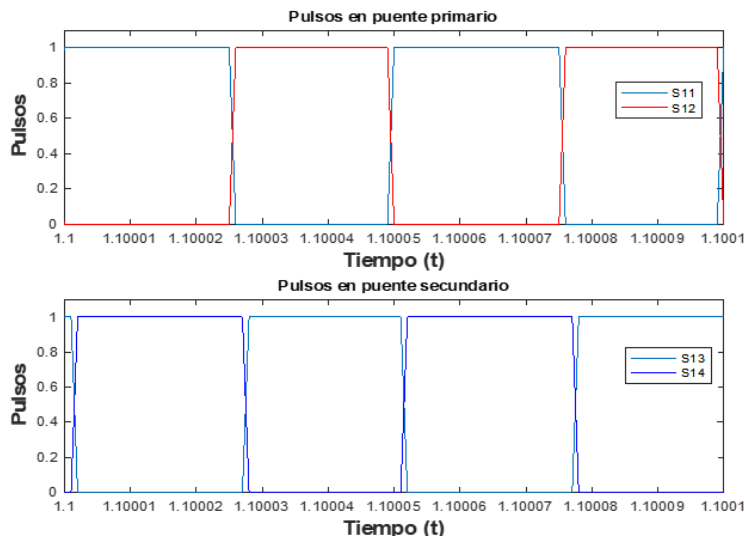 Pulsos en puente primario
1
0.8
0.6
0.4
0.2
0
Pulsos
S11
S12
1.1 1.10001 1.10002 1.10003 1.10004 1.10005 1.10006 1.10007 1.10008 1.10009 1.1001
Tiempo (t)
Pulsos en puente secundario
1
0.8
0.6
0.4
0.2
0
Pulsos
S13
S14
1.1 1.10001 1.10002 1.10003 1.10004 1.10005 1.10006 1.10007 1.10008 1.10009 1.1001
Tiempo (t)